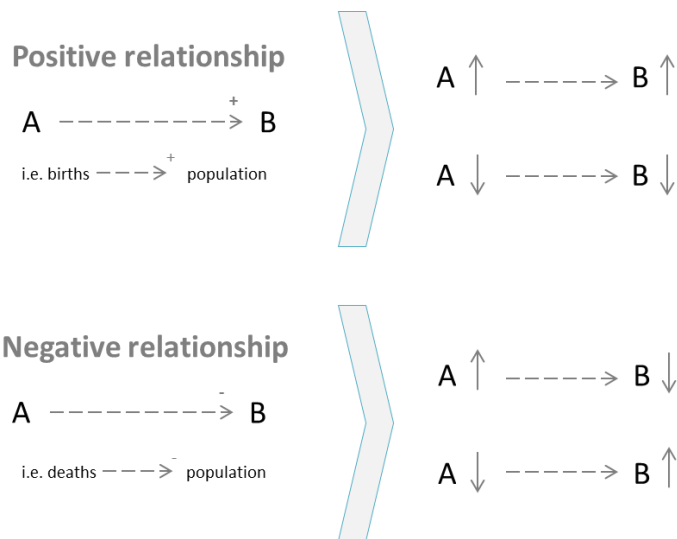 Positive relationship
+
A B
+
i.e. births population
A B
A B
Negative relationship
-
A B
-
i.e. deaths population
A B
A B